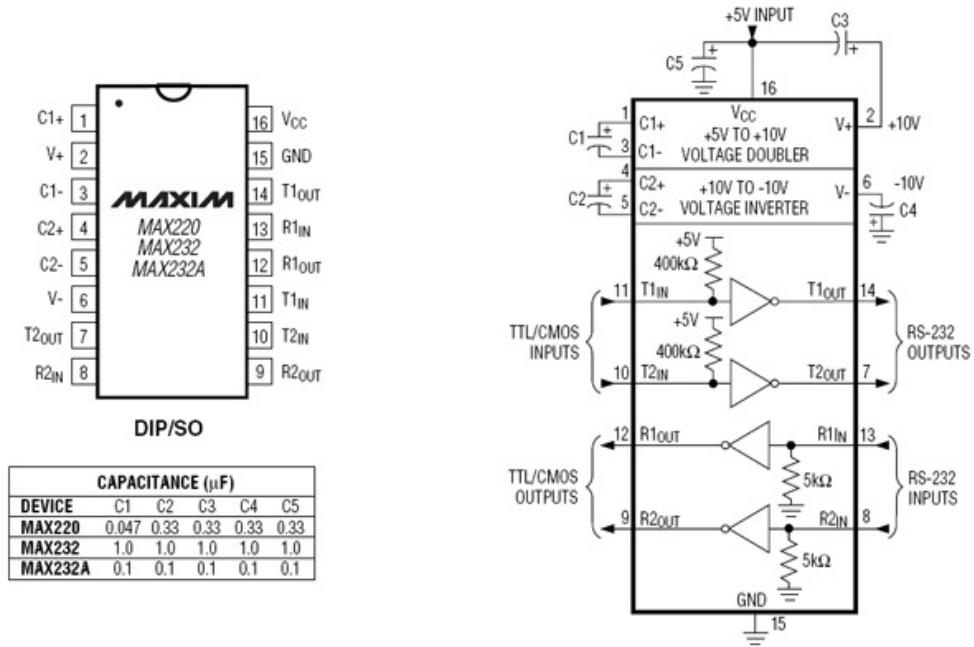 C1+ 1
V+ 2
C1- 3
C2+ 4
C2- 5
V- 6
T2OUT 7
R2IN 8
16 VCC
15 GND
14 T1OUT
13 R1IN
12 R1OUT
11 T1IN
10 T2IN
9 R2OUT
MAXIM
MAX220
MAX232
MAX232A
DIP/SO
CAPACITANCE (μF)
DEVICE C1 C2 C3 C4 C5
MAX220 0.047 0.33 0.33 0.33 0.33
MAX232 1.0 1.0 1.0 1.0 1.0
MAX232A 0.1 0.1 0.1 0.1 0.1
+5V INPUT
C3
+
C5
+
16
VCC
1
C1+
C1
+
3
C1-
+5V TO +10V
VOLTAGE DOUBLER
V+
2
+10V
+
4
C2+
C2
+
5
C2-
+10V TO -10V
VOLTAGE INVERTER
V-
6
-10V
C4
+
+5V
400kΩ
11 T1IN
T1OUT 14
+5V
400kΩ
TTL/CMOS
INPUTS
RS-232
OUTPUTS
10 T2IN
T2OUT 7
12 R1OUT
R1IN 13
5kΩ
TTL/CMOS
OUTPUTS
RS-232
INPUTS
9 R2OUT
R2IN 8
5kΩ
GND
15